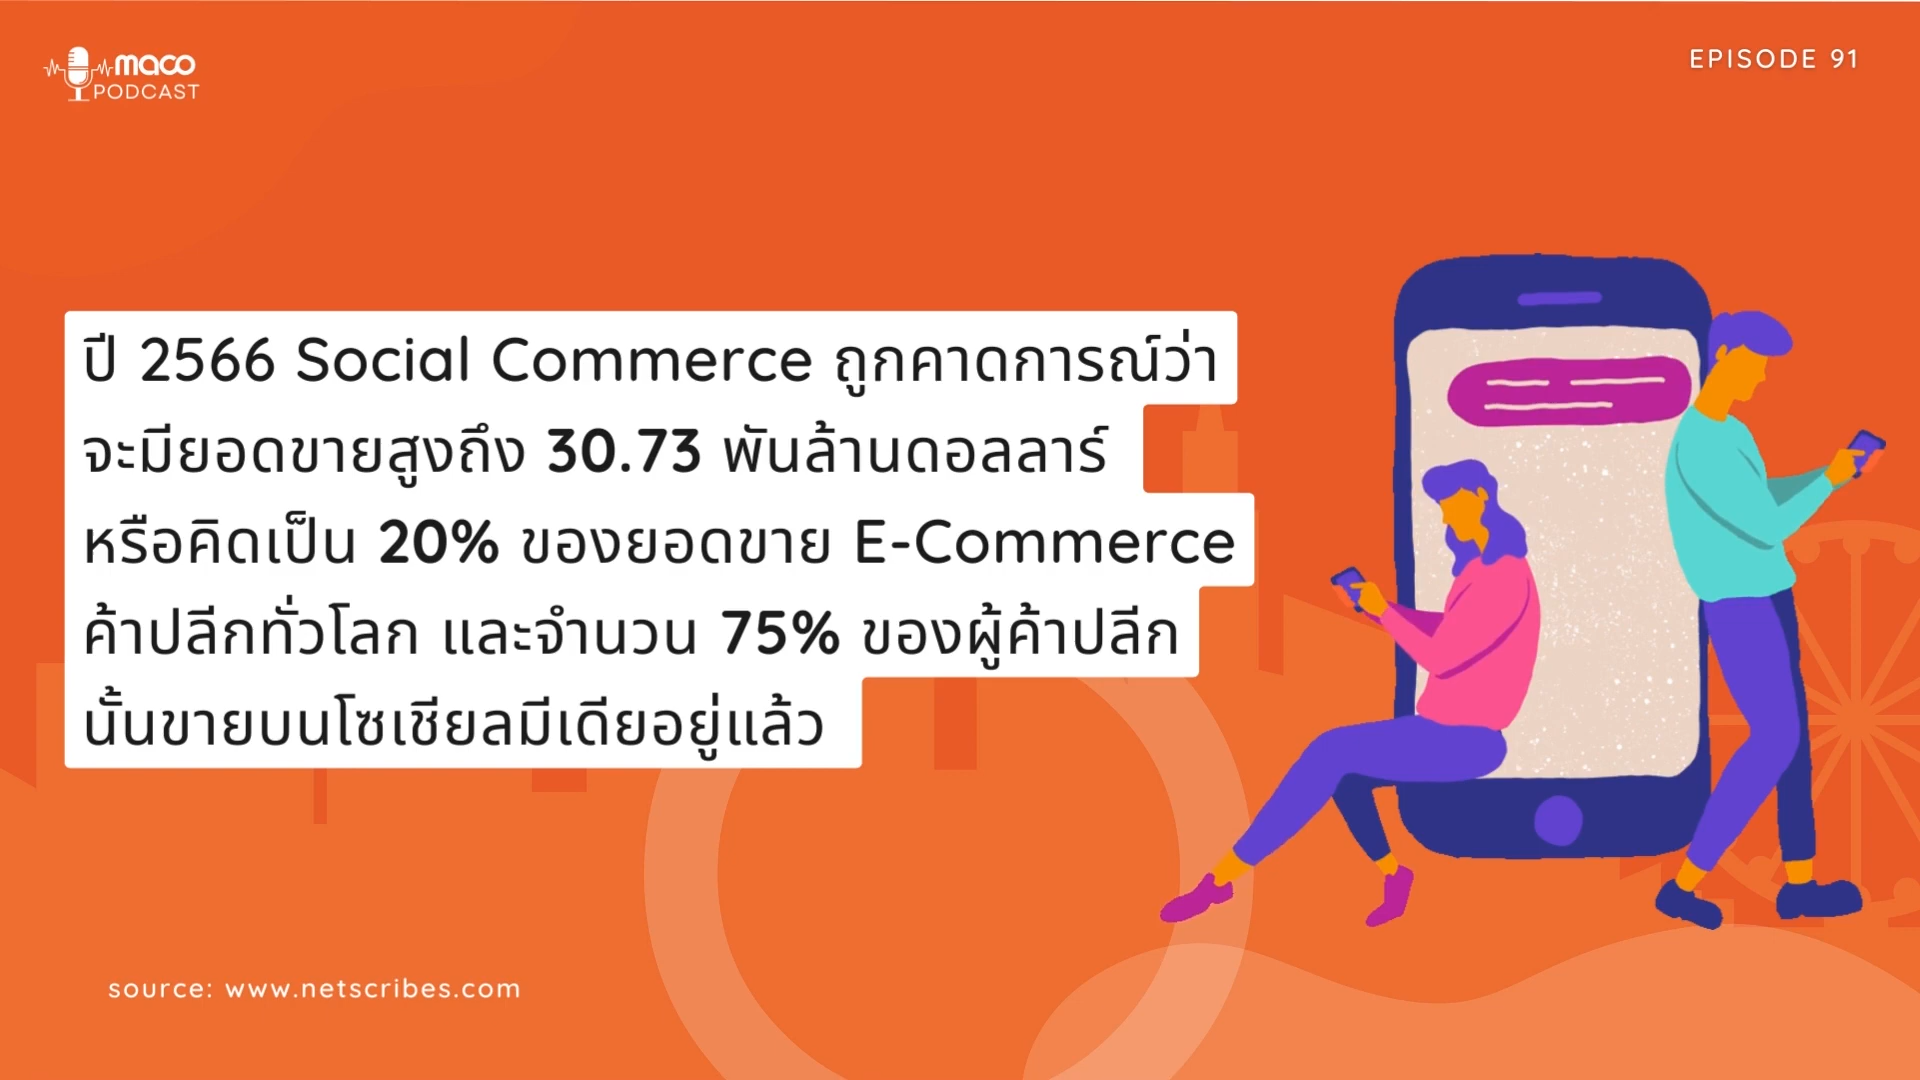 maco
PODCAST
EPISODE 91
ปี 2566 Social Commerce ถูกคาดการณ์ว่า
จะมียอดขายสูงถึง 30.73 พันล้านดอลลาร์
หรือคิดเป็น 20% ของยอดขาย E-Commerce
ค้าปลีกทั่วโลก และจำนวน 75% ของผู้ค้าปลีก
นั้นขายบนโซเชียลมีเดียอยู่แล้ว
source: www.netscribes.com